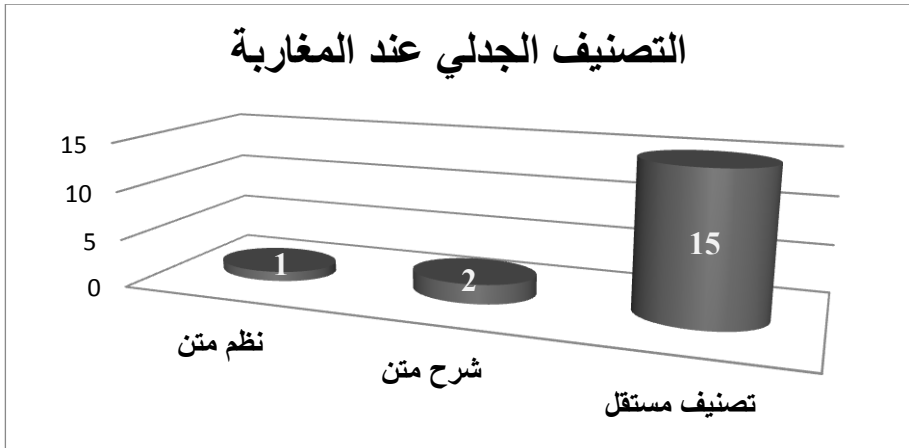 التصنيف الجدلي عند المغاربة
15
10
5
0
1
2
15
نظم متن
شرح متن
تصنيف مستقل